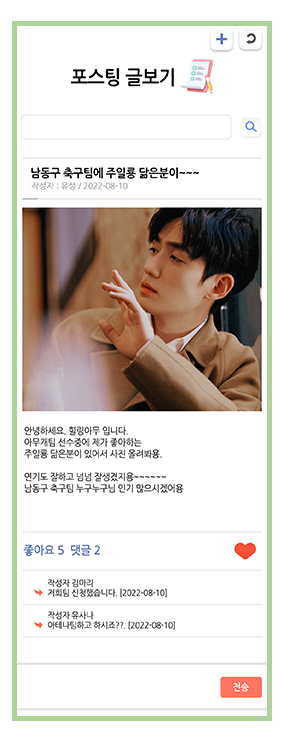 포스팅 글보기
남동구 축구팀에 주일룡 닮은분이~~~
작성자 : 유섬 / 2022-08-10
안녕하세요, 힐링아무 입니다.
아무개팀 선수중에 제가 좋아하는
주일룡 닮은분이 있어서 사진 올려봐용.
연기도 잘하고 넘넘 잘생겼지용~~~~~~
남동구 축구팀 누구누구님 인기 많으시겠어용
좋아요 5 댓글 2
작성자 김마리
저희팀 신청했습니다. [2022-08-10]
작성자 유사나
아테나팀하고 하시죠??. [2022-08-10]
전송